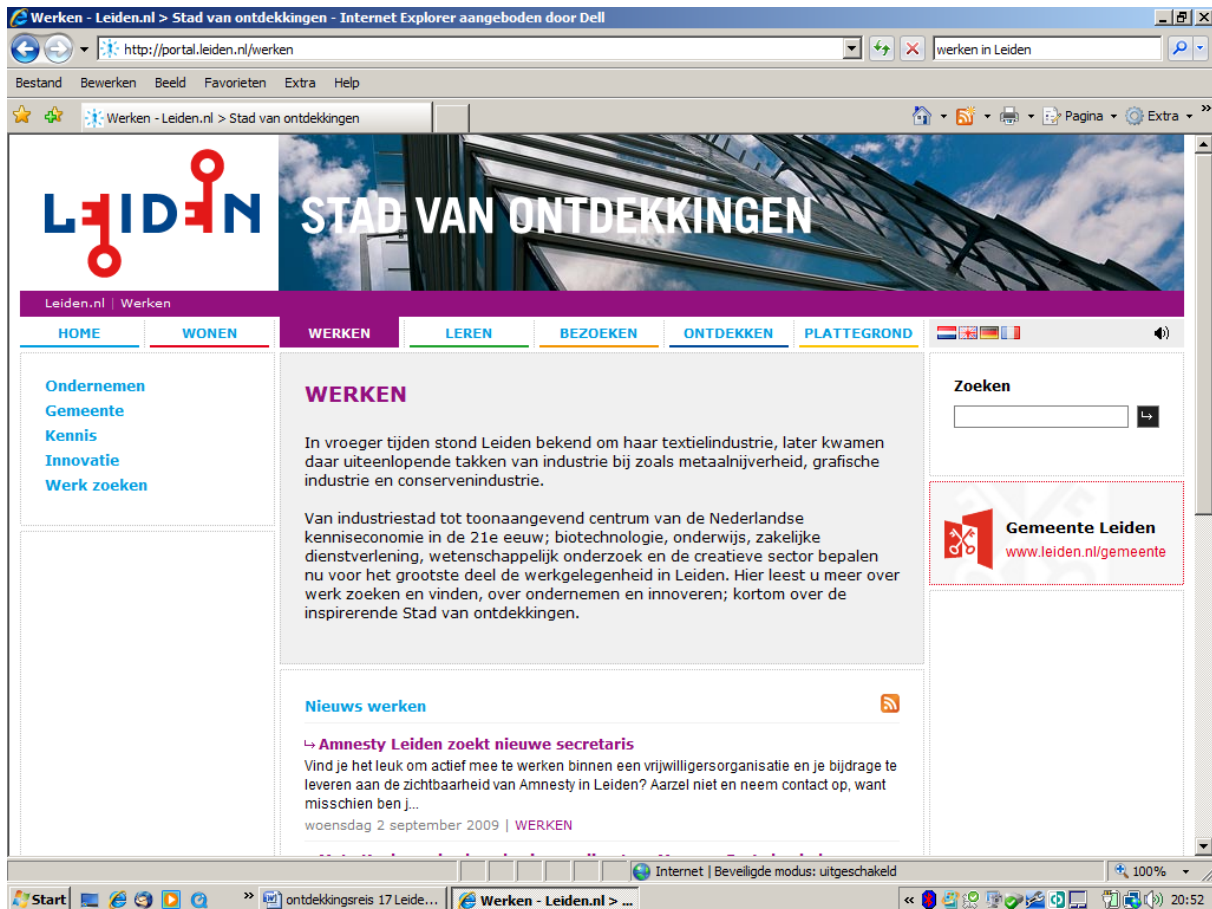 Werken - Leiden.nl > Stad van ontdekkingen - Internet Explorer aangeboden door Dell
http://portal.leiden.nl/werken
werken in Leiden
Bestand Bewerken Beeld Favorieten Extra Help
Werken - Leiden.nl > Stad van ontdekkingen
Pagina Extra
LEIDEN
STAD VAN ONTDEKKINGEN
Leiden.nl | Werken
HOME WONEN WERKEN LEREN BEZOEKEN ONTDEKKEN PLATTEGROND
Ondernemen
Gemeente
Kennis
Innovatie
Werk zoeken
WERKEN
In vroeger tijden stond Leiden bekend om haar textielindustrie, later kwamen
daar uiteenlopende takken van industrie bij zoals metaalnijverheid, grafische
industrie en conservenindustrie.
Van industriestad tot toonaangevend centrum van de Nederlandse
kenniseconomie in de 21e eeuw; biotechnologie, onderwijs, zakelijke
dienstverlening, wetenschappelijk onderzoek en de creatieve sector bepalen
nu voor het grootste deel de werkgelegenheid in Leiden. Hier leest u meer over
werk zoeken en vinden, over ondernemen en innoveren; kortom over de
inspirerende Stad van ontdekkingen.
Nieuws werken
Amnesty Leiden zoekt nieuwe secretaris
Vind je het leuk om actief mee te werken binnen een vrijwilligersorganisatie en je bijdrage te
leveren aan de zichtbaarheid van Amnesty in Leiden? Aarzel niet en neem contact op, want
misschien ben j...
woensdag 2 september 2009 | WERKEN
Zoeken
Gemeente Leiden
www.leiden.nl/gemeente
Internet | Beveiligde modus: uitgeschakeld
100%
Start
ontdekkingsreis 17 Leide...
Werken - Leiden.nl > ...
20:52